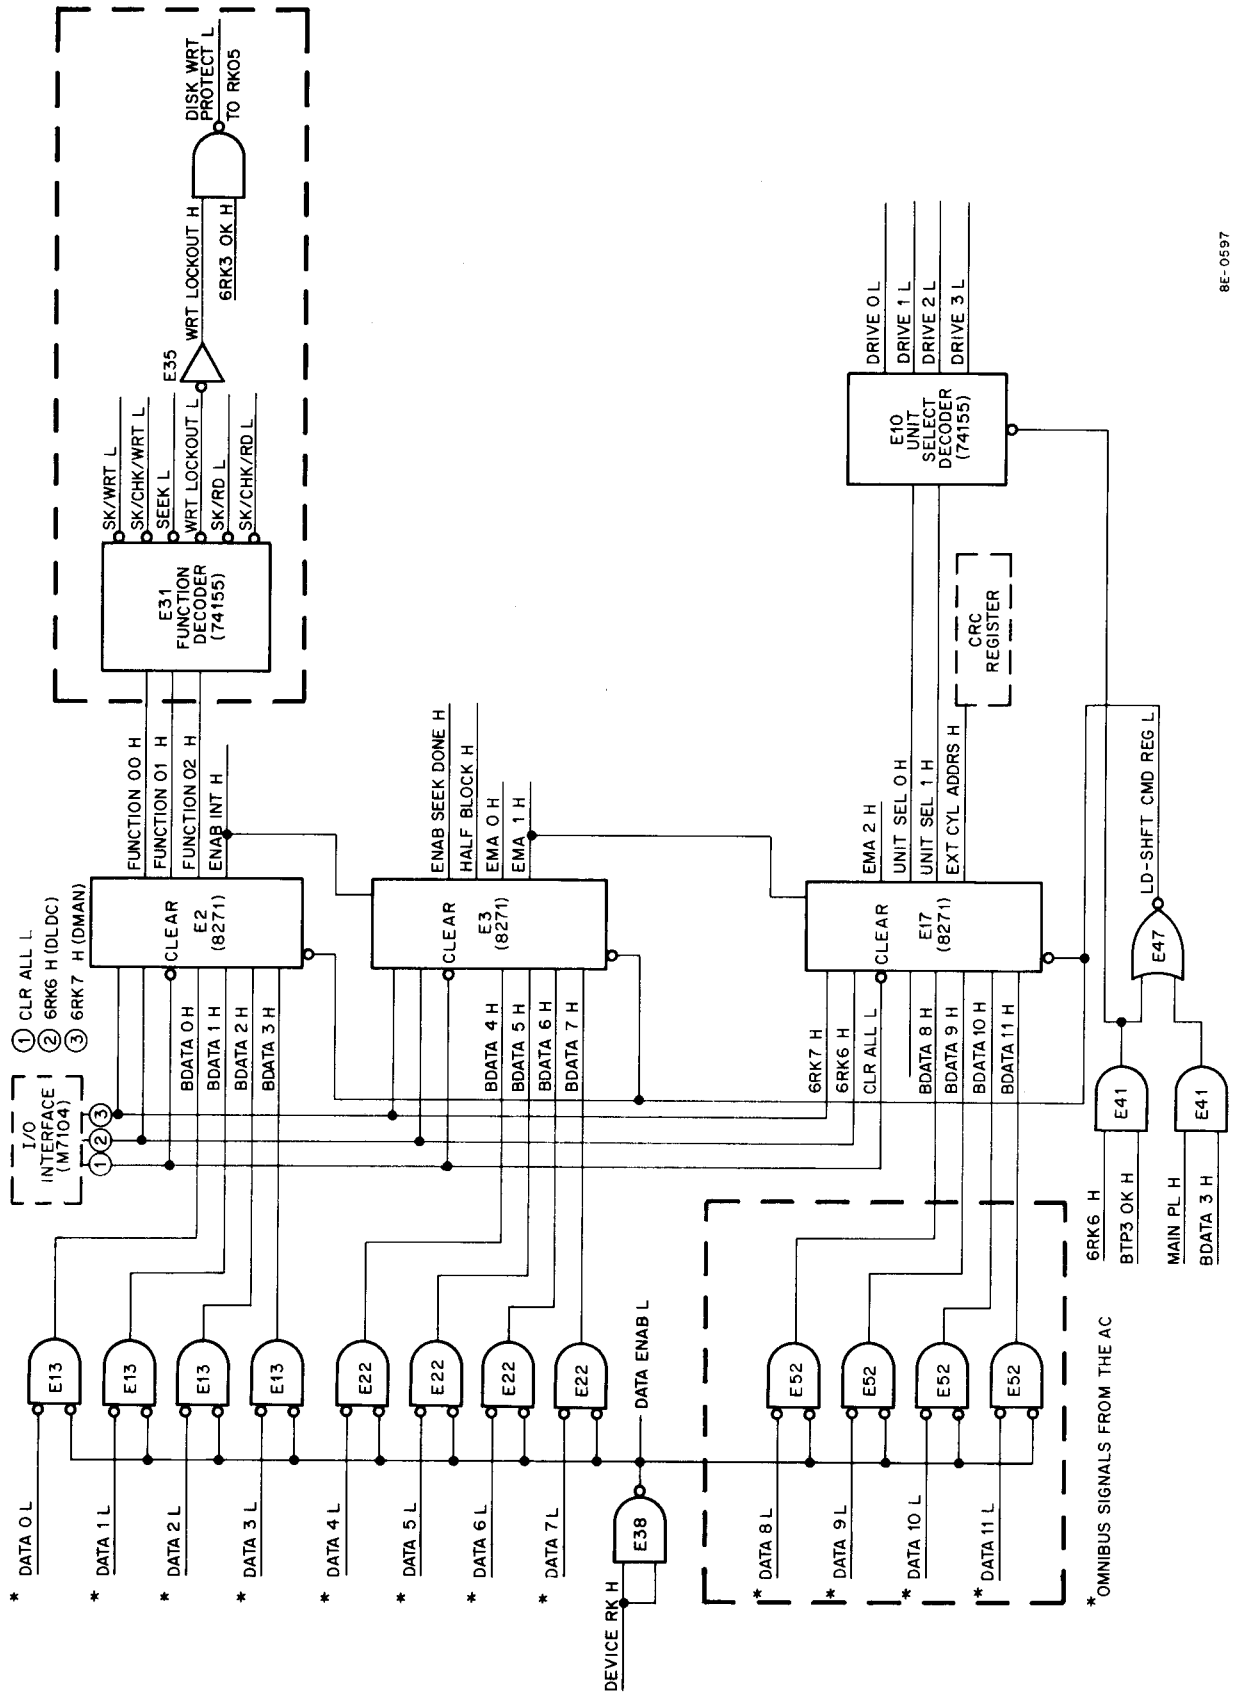 * DATA 0 L
* DATA 1 L
* DATA 2 L
* DATA 3 L
* DATA 4 L
* DATA 5 L
* DATA 6 L
* DATA 7 L
DEVICE RK H
* DATA 8 L
* DATA 9 L
* DATA 10 L
* DATA 11 L
* OMNIBUS SIGNALS FROM THE AC
E13
E13
E13
E13
E22
E22
E22
E22
E38
DATA ENAB L
E52
E52
E52
E52
I/O
INTERFACE
(M7104)
1
2
3
1 CLR ALL L
2 6RK6 H (DLDC)
3 6RK7 H (DMAN)
BDATA 0 H
BDATA 1 H
BDATA 2 H
BDATA 3 H
BDATA 4 H
BDATA 5 H
BDATA 6 H
BDATA 7 H
6RK7 H
6RK6 H
CLR ALL L
BDATA 8 H
BDATA 9 H
BDATA 10 H
BDATA 11 H
6RK6 H
BTP3 OK H
MAIN PL H
BDATA 3 H
E41
E41
E47
LD-SHFT CMD REG L
CLEAR
E2
(8271)
CLEAR
E3
(8271)
CLEAR
E17
(8271)
FUNCTION 00 H
FUNCTION 01 H
FUNCTION 02 H
ENAB INT H
ENAB SEEK DONE H
HALF BLOCK H
EMA 0 H
EMA 1 H
EMA 2 H
UNIT SEL 0 H
UNIT SEL 1 H
EXT CYL ADDRS H
CRC
REGISTER
E31
FUNCTION
DECODER
(74155)
SK/WRT L
SK/CHK/WRT L
SEEK L
WRT LOCKOUT L
SK/RD L
SK/CHK/RD L
E35
WRT LOCKOUT H
6RK3 OK H
DISK WRT
PROTECT L
TO RK05
E10
UNIT
SELECT
DECODER
(74155)
DRIVE 0 L
DRIVE 1 L
DRIVE 2 L
DRIVE 3 L
8E-0597